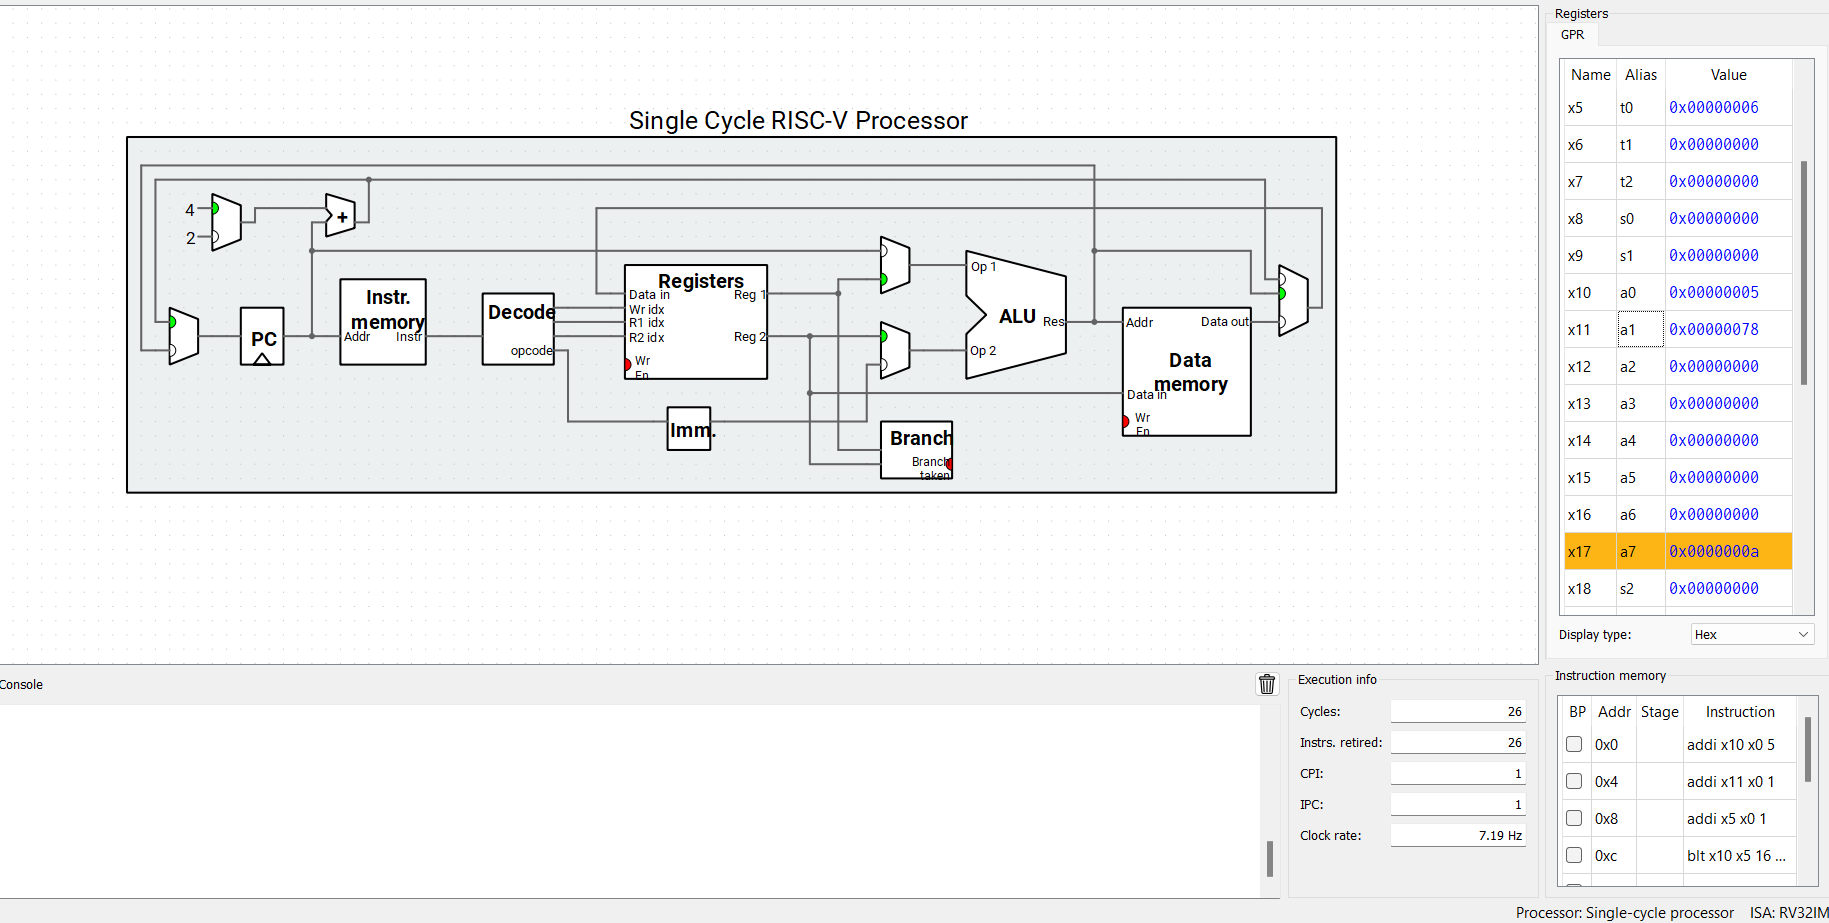 Single Cycle RISC-V Processor
4
2
+
PC
Instr.
memory
Addr
Instr
Decode
opcode
Registers
Data in
Wr idx
R1 idx
R2 idx
Wr
En
Reg 1
Reg 2
Imm.
Branch
Branch
taken
Op 1
ALU
Res
Op 2
Addr
Data out
Data
memory
Data in
Wr
En
Registers
GPR
Name Alias Value
x5 t0 0x00000006
x6 t1 0x00000000
x7 t2 0x00000000
x8 s0 0x00000000
x9 s1 0x00000000
x10 a0 0x00000005
x11 a1 0x00000078
x12 a2 0x00000000
x13 a3 0x00000000
x14 a4 0x00000000
x15 a5 0x00000000
x16 a6 0x00000000
x17 a7 0x0000000a
x18 s2 0x00000000
Display type: Hex
Console
Execution info
Cycles: 26
Instrs. retired: 26
CPI: 1
IPC: 1
Clock rate: 7.19 Hz
Instruction memory
BP Addr Stage Instruction
0x0 addi x10 x0 5
0x4 addi x11 x0 1
0x8 addi x5 x0 1
0xc blt x10 x5 16 ...
Processor: Single-cycle processor ISA: RV32IM